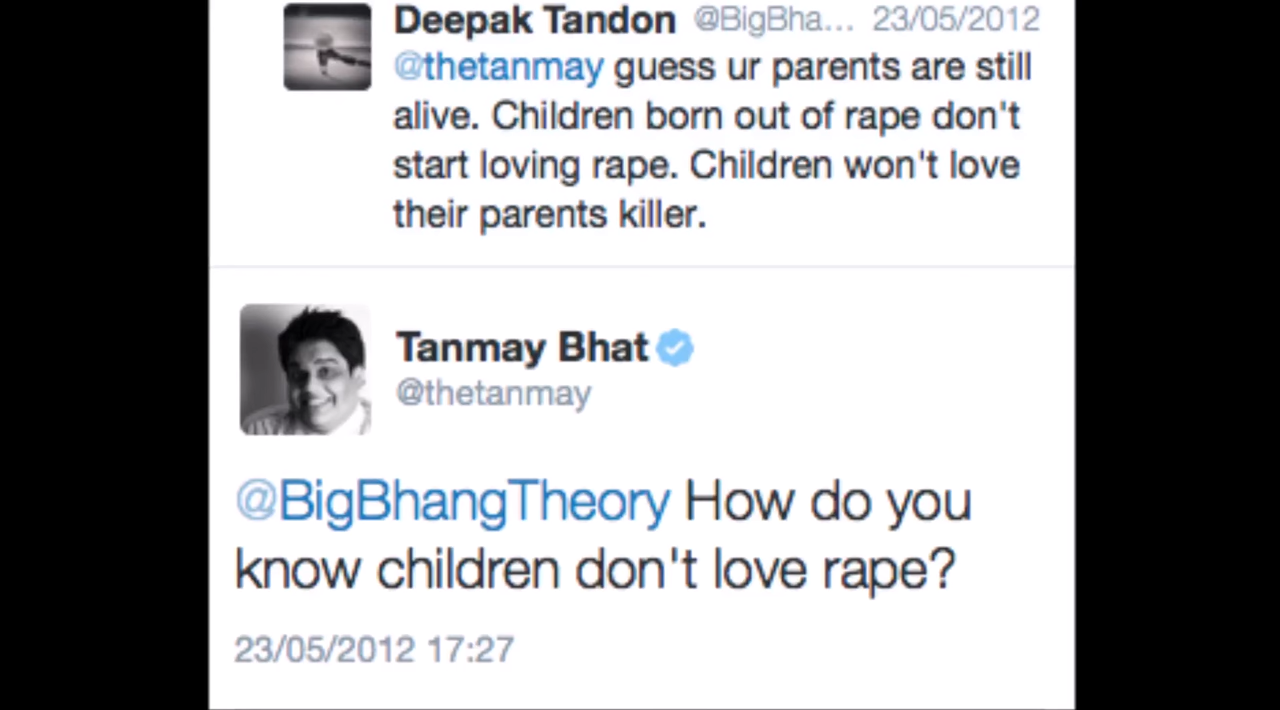 Deepak Tandon @BigBha... 23/05/2012
@thetanmay guess ur parents are still
alive. Children born out of rape don't
start loving rape. Children won't love
their parents killer.
Tanmay Bhat
@thetanmay
@BigBhangTheory How do you
know children don't love rape?
23/05/2012 17:27